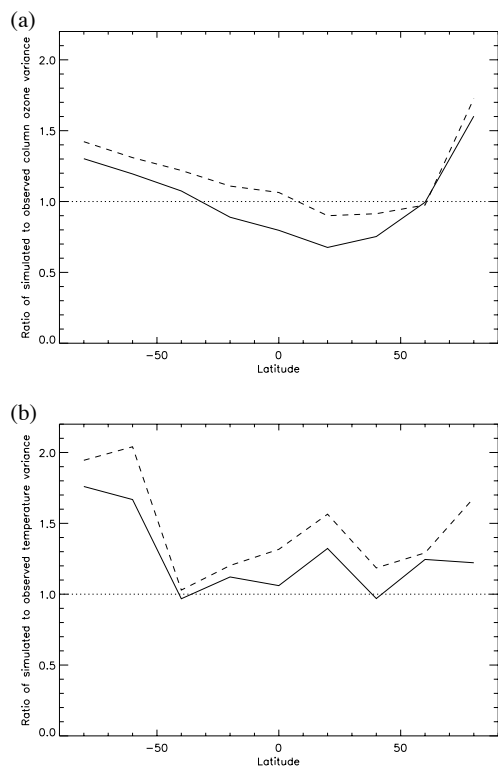 (a)
Ratio of simulated to observed column ozone variance
2.0
1.5
1.0
0.5
0.0
−50
0
50
Latitude
(b)
Ratio of simulated to observed temperature variance
2.0
1.5
1.0
0.5
0.0
−50
0
50
Latitude